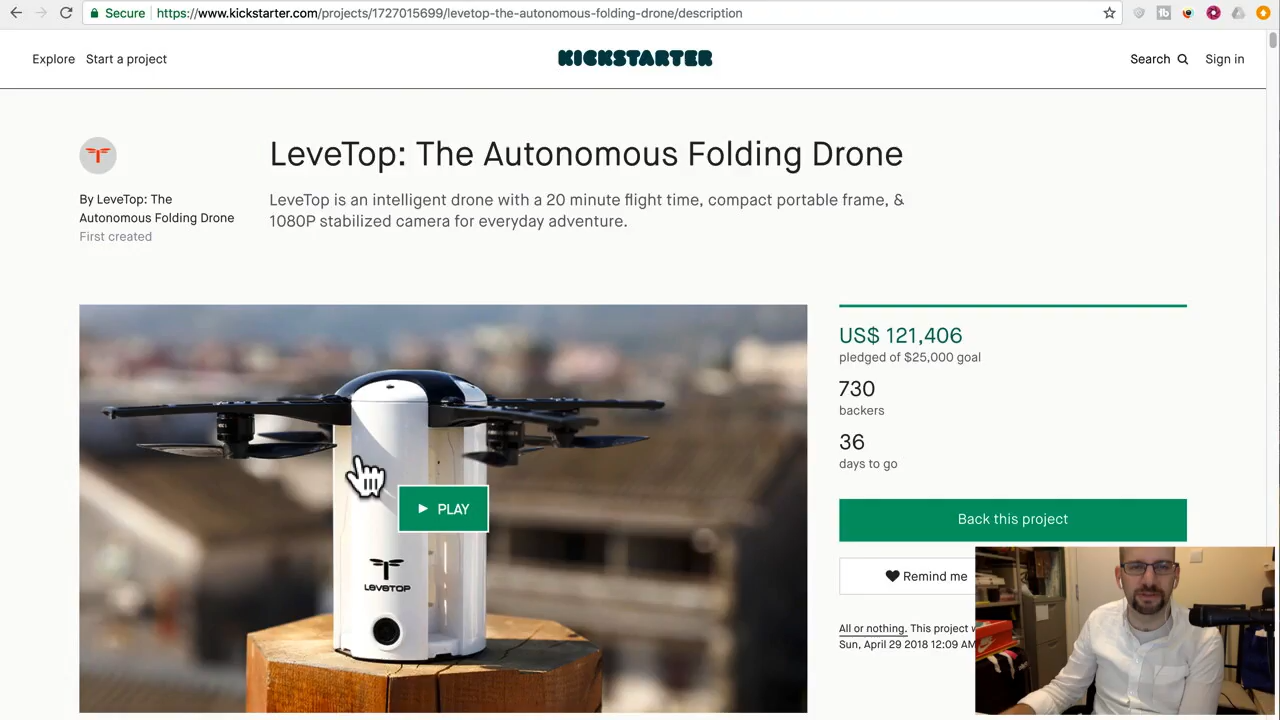 Secure
https://www.kickstarter.com/projects/1727015699/levetop-the-autonomous-folding-drone/description
Explore Start a project
KICKSTARTER
Search Sign in
LeveTop: The Autonomous Folding Drone
LeveTop is an intelligent drone with a 20 minute flight time, compact portable frame, &
1080P stabilized camera for everyday adventure.
By LeveTop: The
Autonomous Folding Drone
First created
PLAY
LEVETOP
US$ 121,406
pledged of $25,000 goal
730
backers
36
days to go
Back this project
Remind me
All or nothing. This project
Sun, April 29 2018 12:09 AM